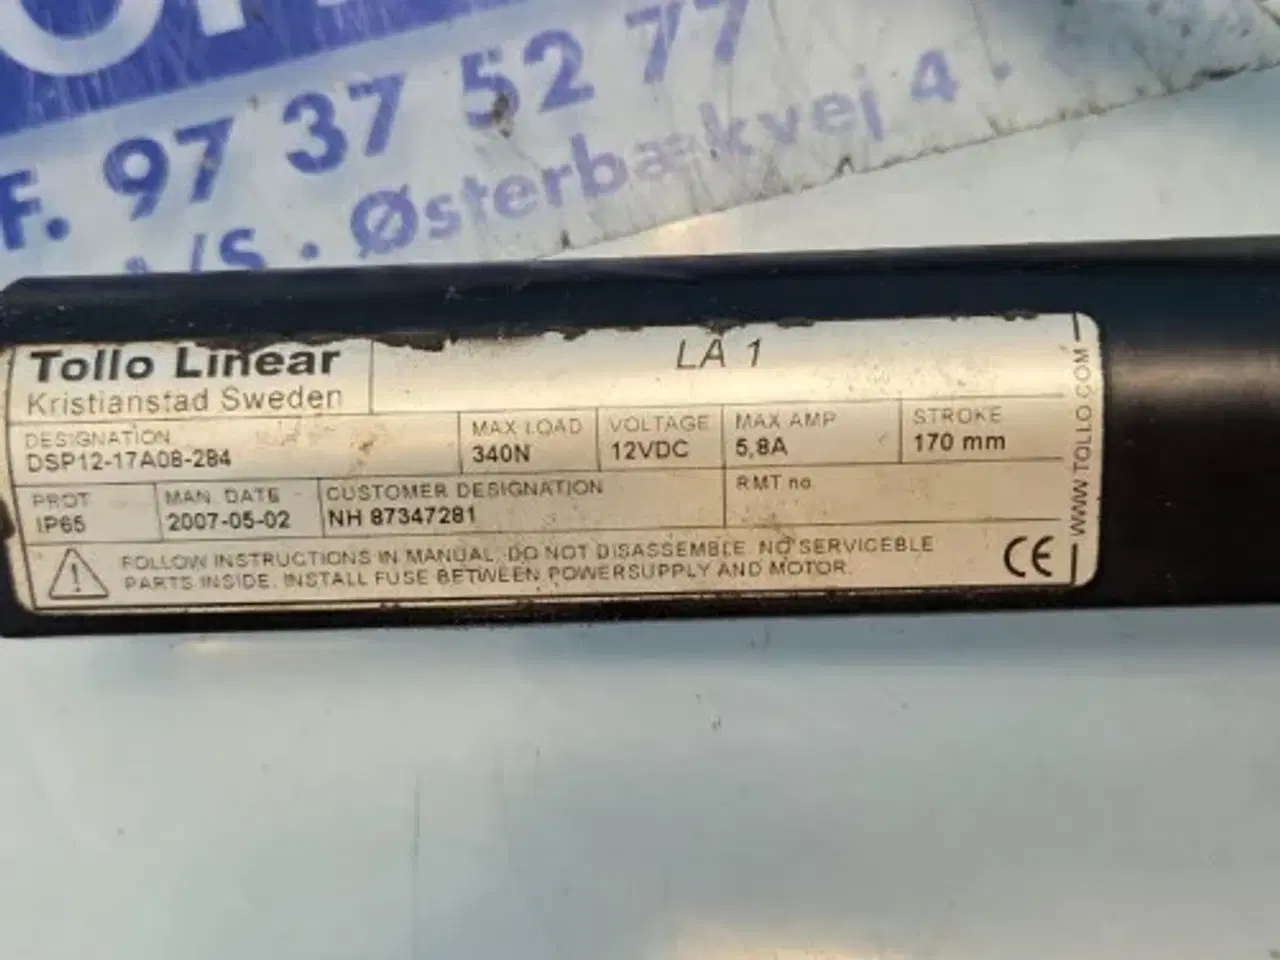 F. 97 37 52 77
/S · Østerbækvej 4 ·
Tollo Linear
Kristianstad Sweden
LA 1
DESIGNATION
DSP12-17A08-284
MAX LOAD
340N
VOLTAGE
12VDC
MAX AMP
5,8A
STROKE
170 mm
PROT
IP65
MAN. DATE
2007-05-02
CUSTOMER DESIGNATION
NH 87347281
RMT no
FOLLOW INSTRUCTIONS IN MANUAL. DO NOT DISASSEMBLE. NO SERVICEBLE
PARTS INSIDE. INSTALL FUSE BETWEEN POWERSUPPLY AND MOTOR.
CE
WWW.TOLLO.COM